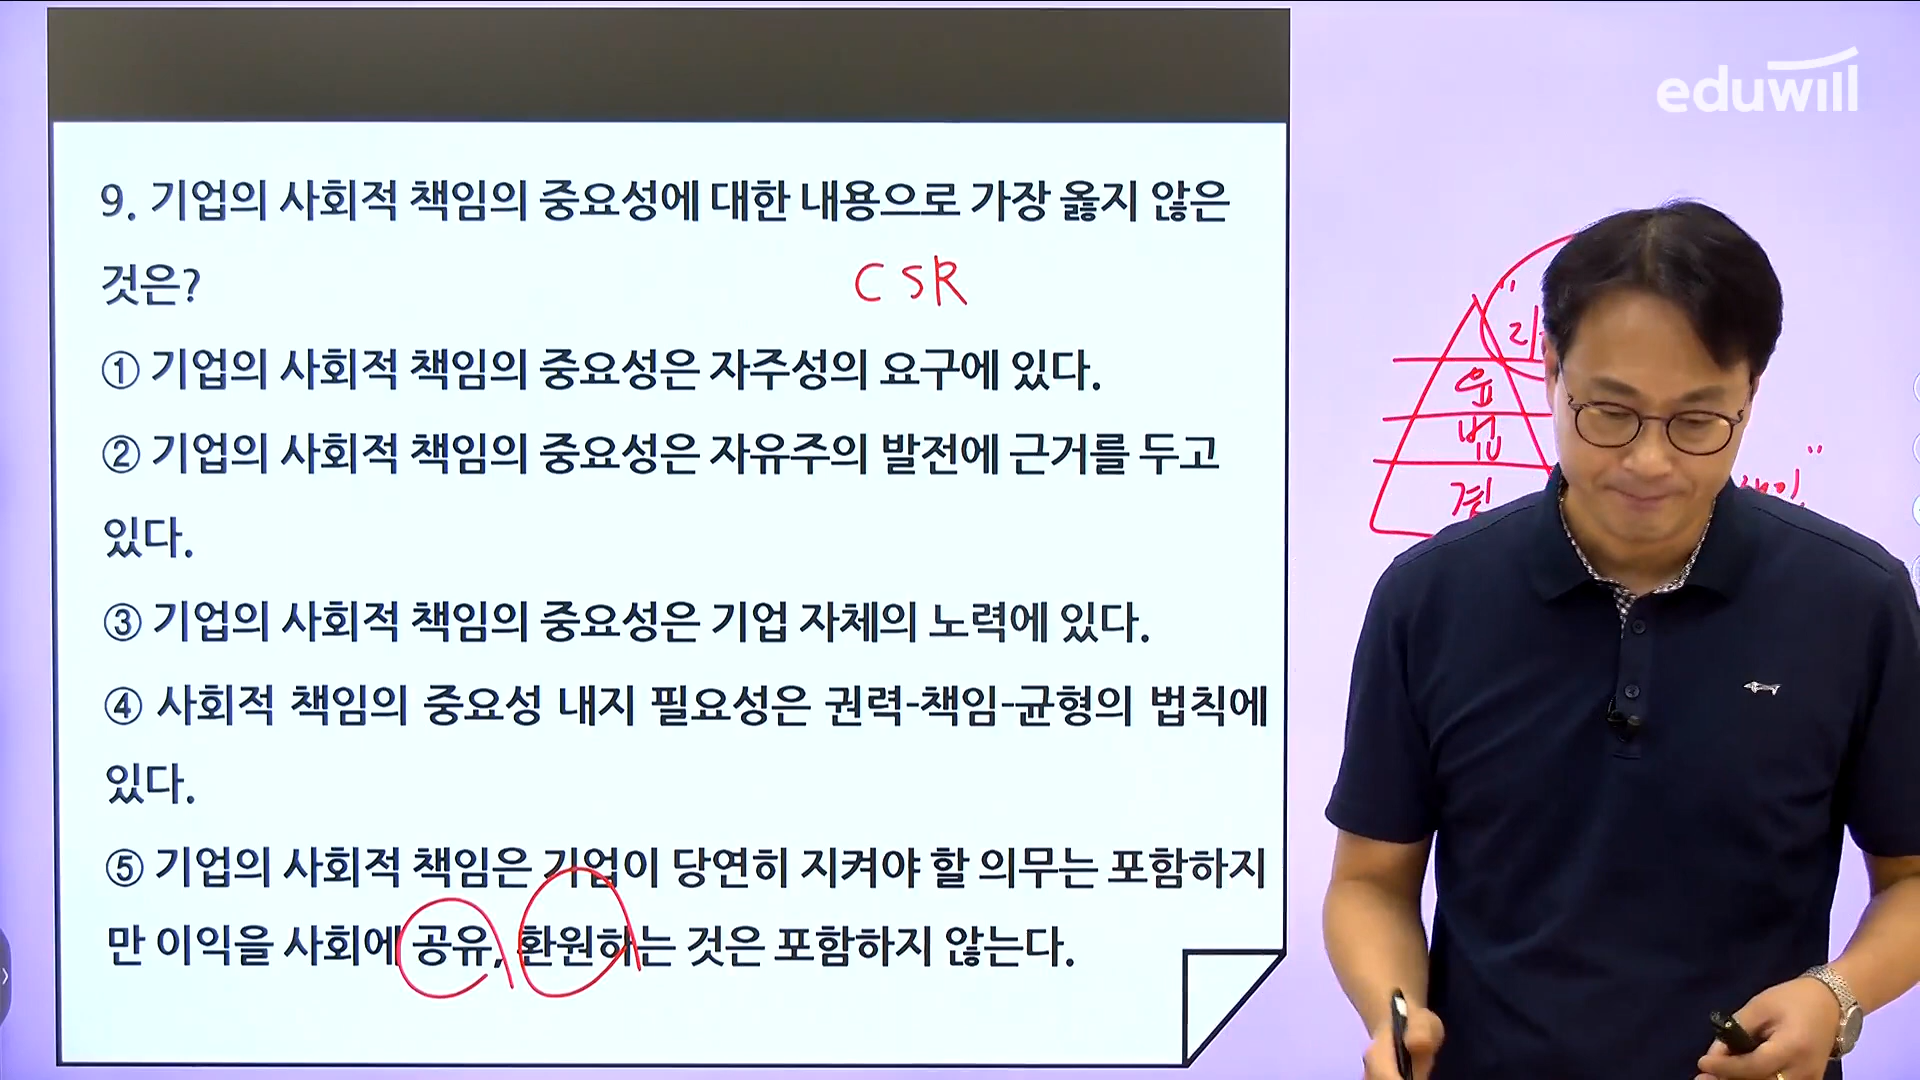 eduwill
9. 기업의 사회적 책임의 중요성에 대한 내용으로 가장 옳지 않은
것은?
CSR
① 기업의 사회적 책임의 중요성은 자주성의 요구에 있다.
② 기업의 사회적 책임의 중요성은 자유주의 발전에 근거를 두고
있다.
③ 기업의 사회적 책임의 중요성은 기업 자체의 노력에 있다.
④ 사회적 책임의 중요성 내지 필요성은 권력-책임-균형의 법칙에
있다.
⑤ 기업의 사회적 책임은 기업이 당연히 지켜야 할 의무는 포함하지
만 이익을 사회에 공유, 환원하는 것은 포함하지 않는다.
윤
법